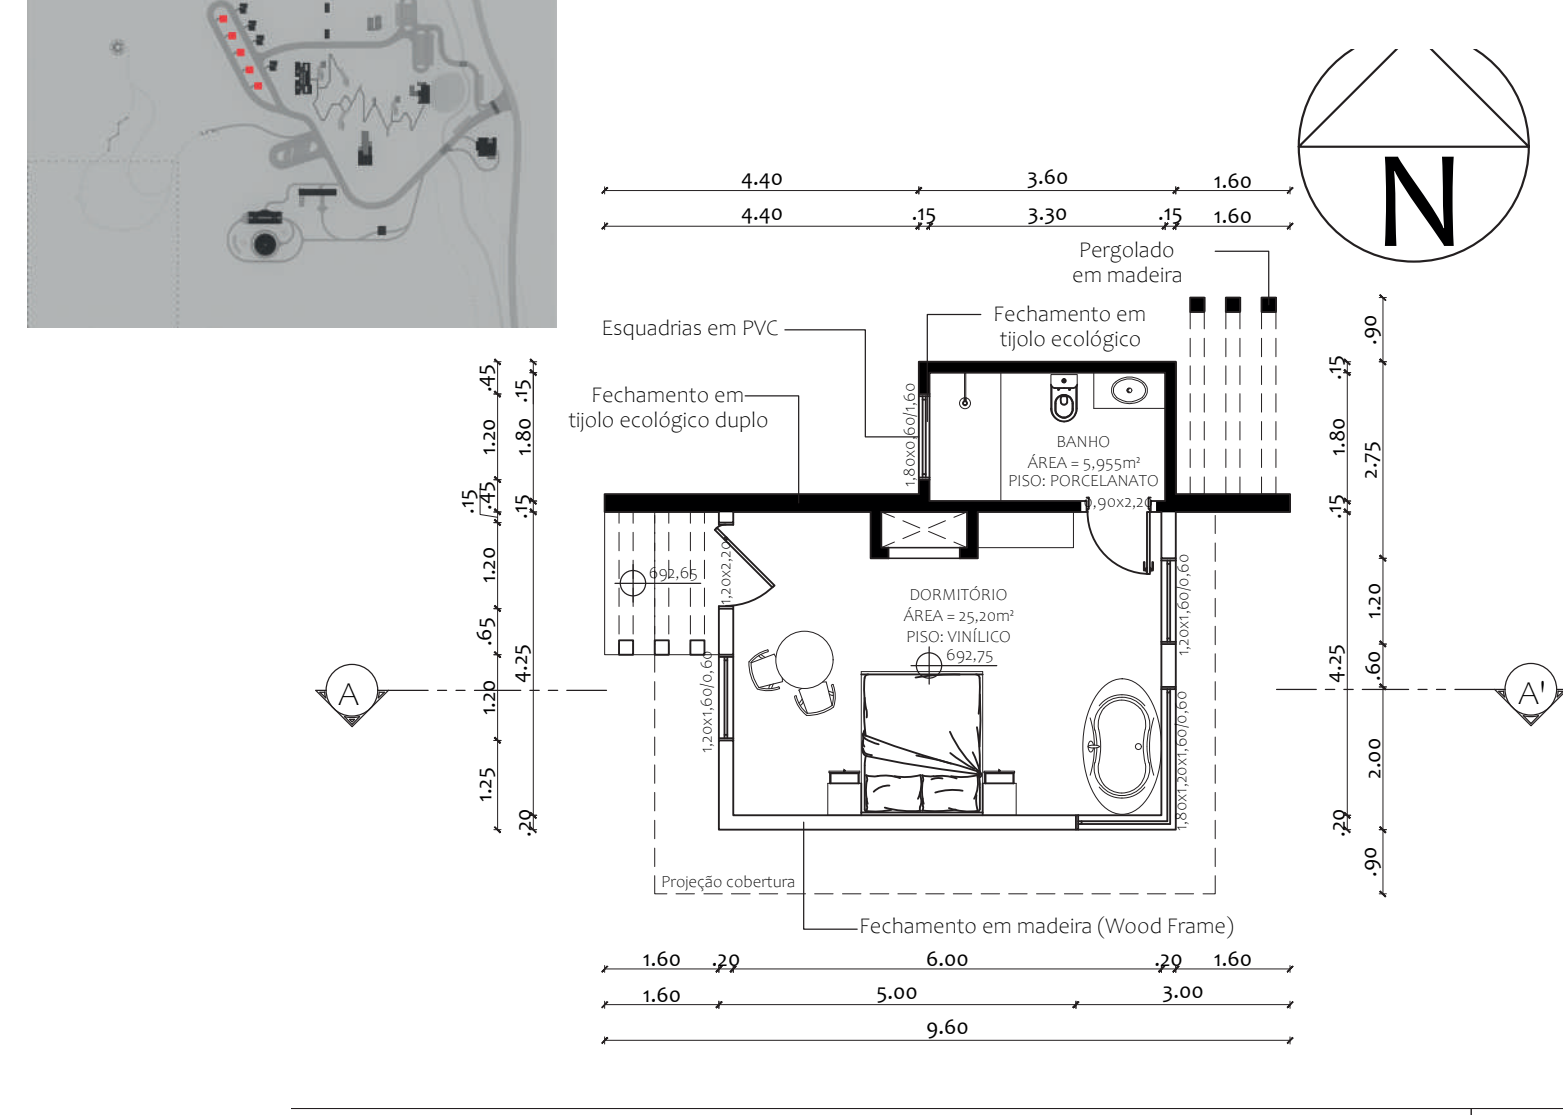 N
4.40
3.60
1.60
4.40
.15
3.30
.15
1.60
Pergolado
em madeira
Esquadrias em PVC
Fechamento em
tijolo ecológico
Fechamento em
tijolo ecológico duplo
.45
1.20
.45
.15
1.20
.65
1.20
1.25
.15
1.80
.15
4.25
.20
1,80x0,60/1,60
BANHO
ÁREA = 5,955m²
PISO: PORCELANATO
0,90x2,20
692,65
1,20x2,20
DORMITÓRIO
ÁREA = 25,20m²
PISO: VINÍLICO
692,75
1,20x1,60/0,60
1,20x1,60/0,60
1,80x1,20x1,60/0,60
A
A'
.15
1.80
.15
4.25
.20
.90
2.75
1.20
.60
2.00
.90
Projeção cobertura
Fechamento em madeira (Wood Frame)
1.60
.20
6.00
.20
1.60
1.60
5.00
3.00
9.60